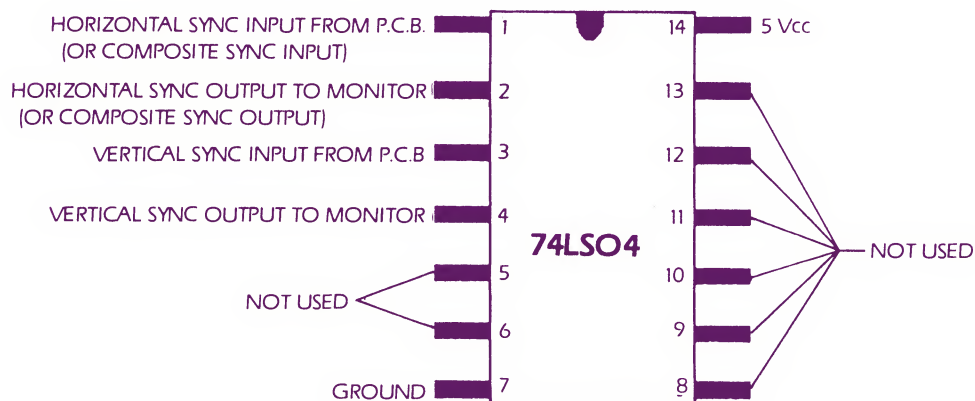 HORIZONTAL SYNC INPUT FROM P.C.B.
(OR COMPOSITE SYNC INPUT)
1
14
5 Vcc
HORIZONTAL SYNC OUTPUT TO MONITOR
(OR COMPOSITE SYNC OUTPUT)
2
13
VERTICAL SYNC INPUT FROM P.C.B
3
12
VERTICAL SYNC OUTPUT TO MONITOR
4
11
74LSO4
NOT USED
5
10
NOT USED
6
9
GROUND
7
8